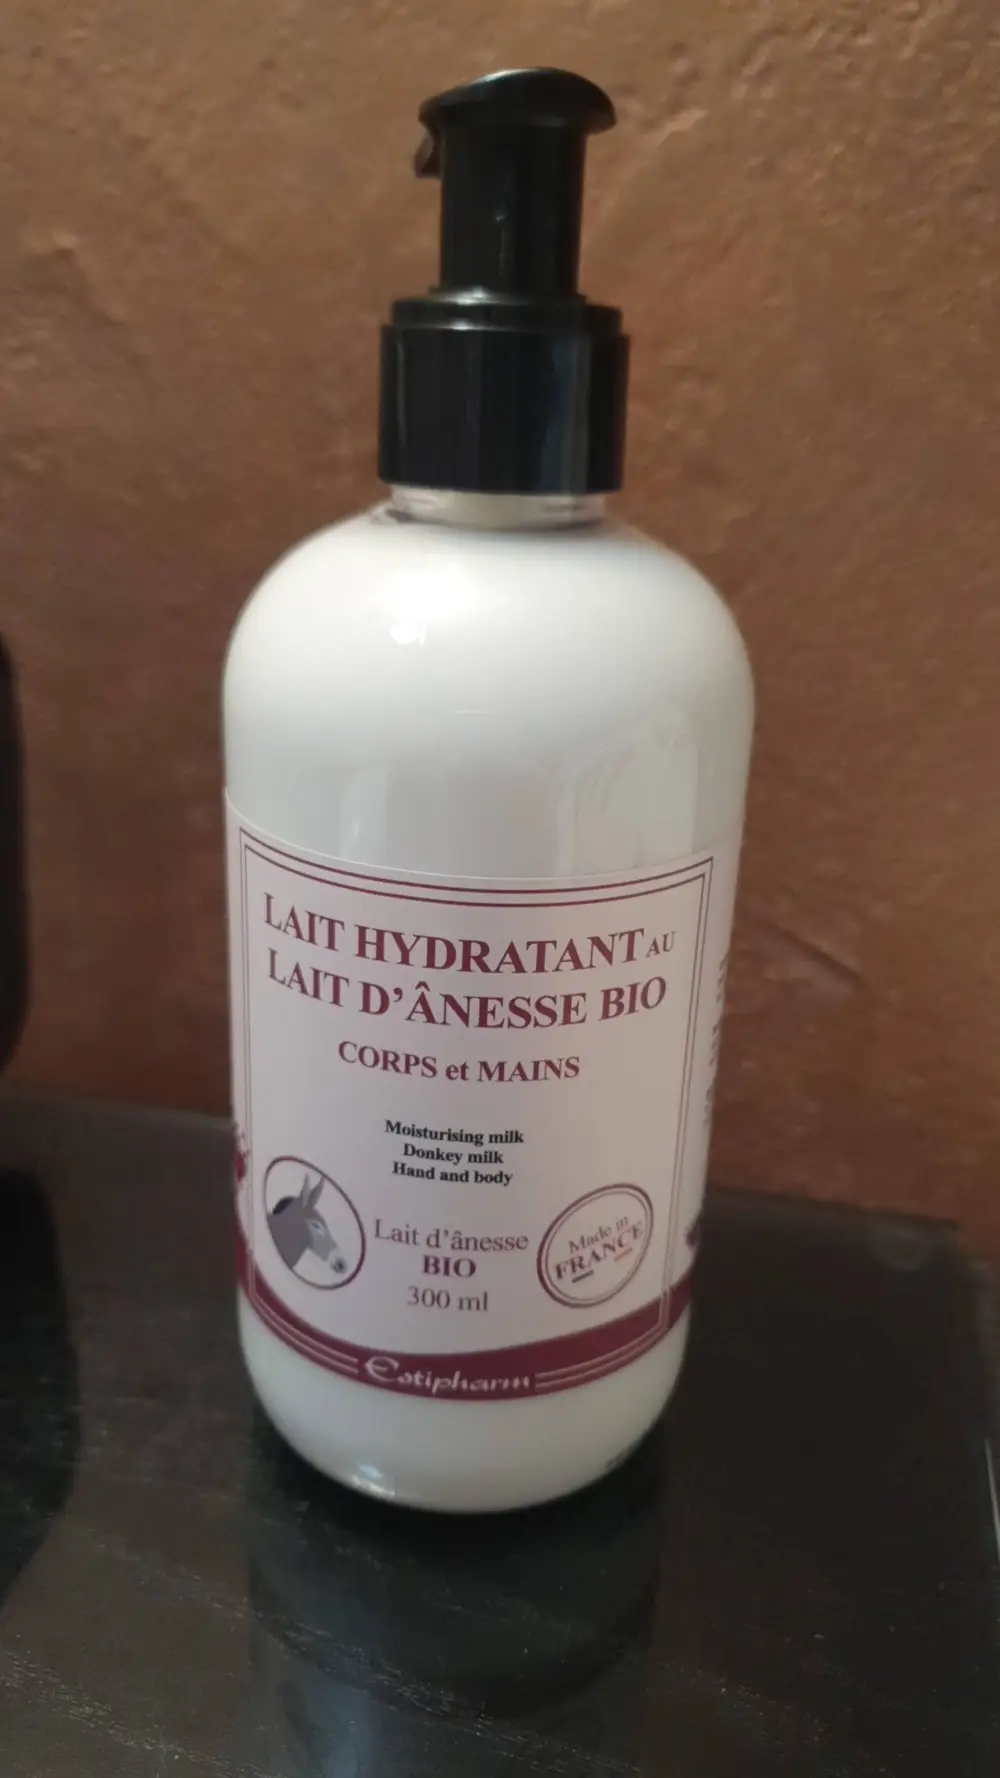 LAIT HYDRATANT AU
LAIT D'ÂNESSE BIO
CORPS et MAINS
Moisturising milk
Donkey milk
Hand and body
Lait d'ânesse
BIO
300 ml
Made in
FRANCE
Estipharm